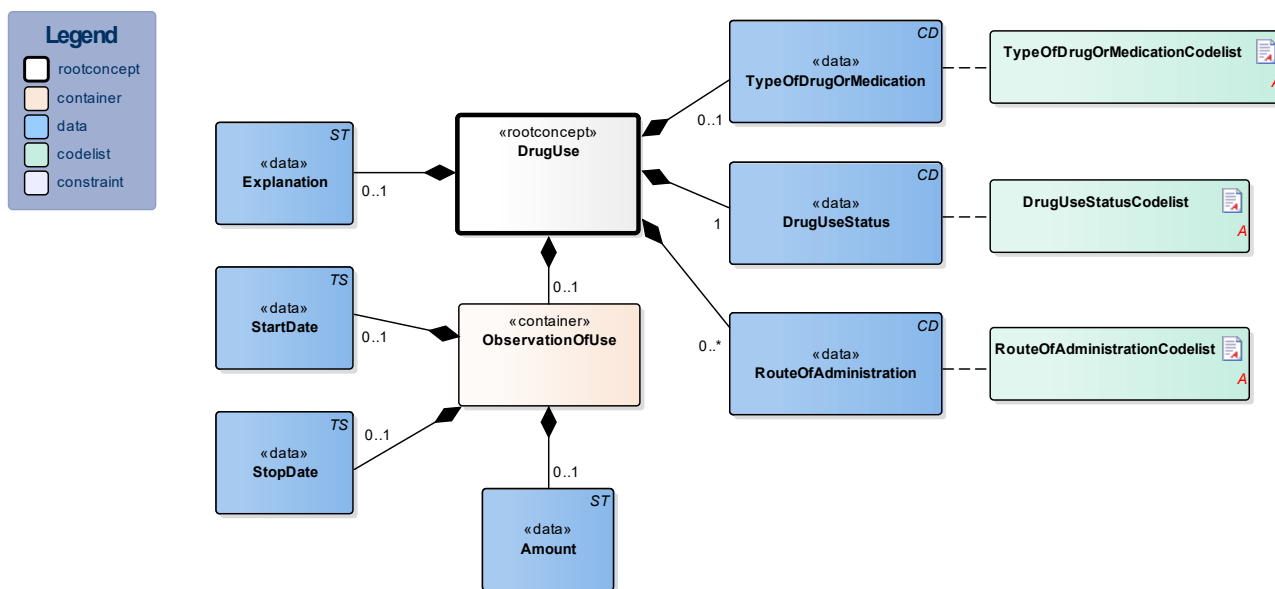 Legend
rootconcept
container
data
codelist
constraint
ST
«data»
Explanation
0..1
«rootconcept»
DrugUse
CD
«data»
TypeOfDrugOrMedication
0..1
TypeOfDrugOrMedicationCodelist
A
CD
«data»
DrugUseStatus
1
DrugUseStatusCodelist
A
TS
«data»
StartDate
0..1
0..1
«container»
ObservationOfUse
CD
«data»
RouteOfAdministration
0..*
RouteOfAdministrationCodelist
A
TS
«data»
StopDate
0..1
0..1
ST
«data»
Amount